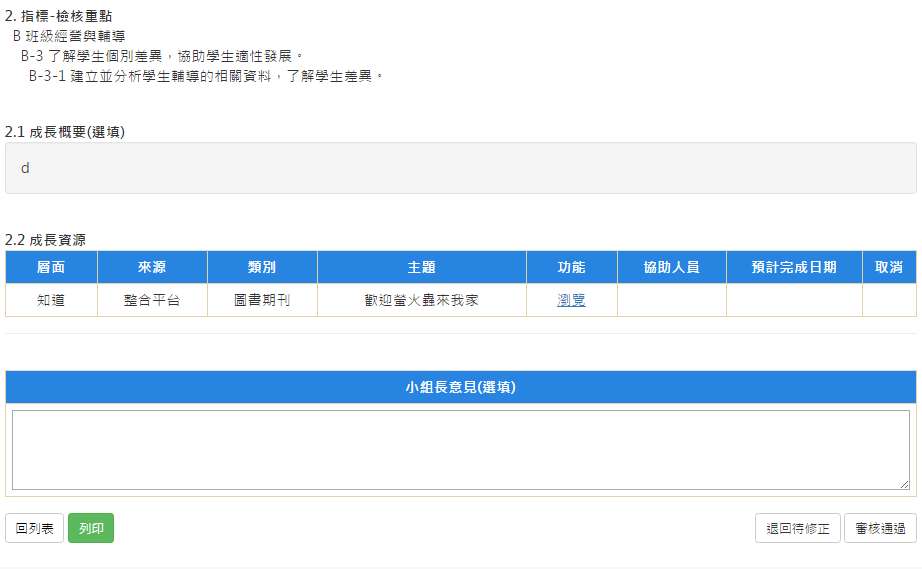 2. 指標-檢核重點
B 班級經營與輔導
B-3 了解學生個別差異，協助學生適性發展。
B-3-1 建立並分析學生輔導的相關資料，了解學生差異。
2.1 成長概要(選填)
d
2.2 成長資源
層面 來源 類別 主題 功能 協助人員 預計完成日期 取消
知道 整合平台 圖書期刊 歡迎螢火蟲來我家 瀏覽
小組長意見(選填)
回列表 列印 退回待修正 審核通過